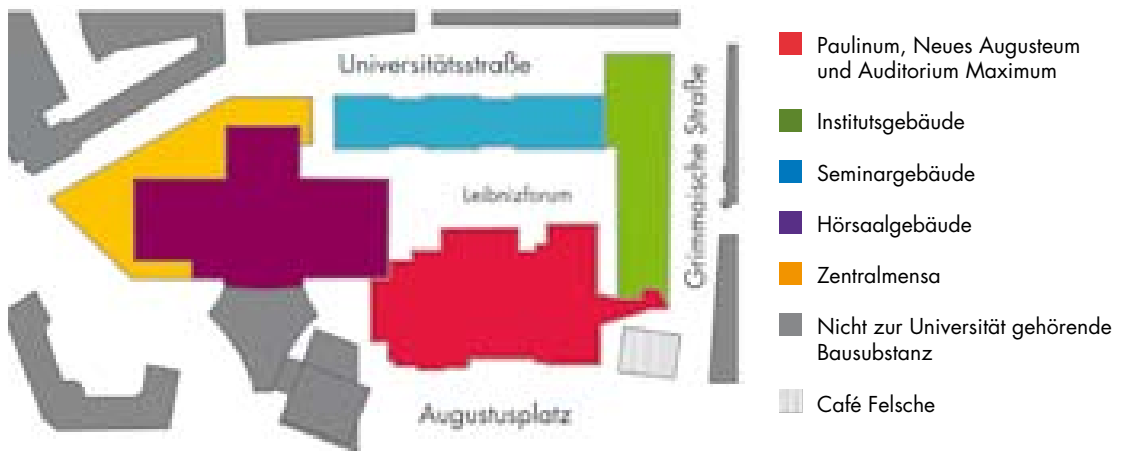 Universitätsstraße
Grimmaische Straße
Leibnizforum
Augustusplatz
Paulinum, Neues Augusteum
und Auditorium Maximum
Institutsgebäude
Seminargebäude
Hörsaalgebäude
Zentralmensa
Nicht zur Universität gehörende
Bausubstanz
Café Felsche